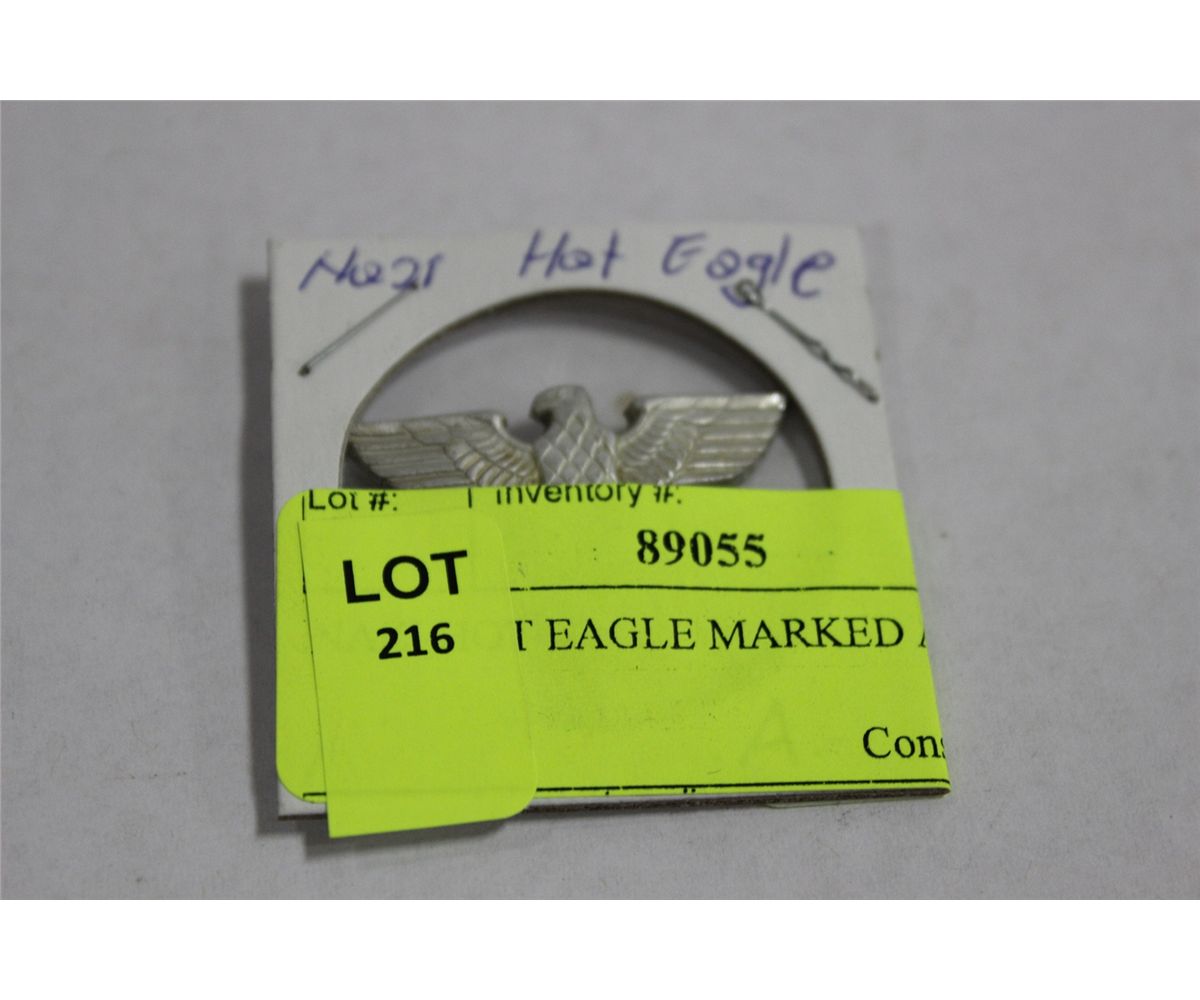 Nazi Hat Eagle
Lot #: Inventory #:
89055
LOT
216
T EAGLE MARKED
Cons